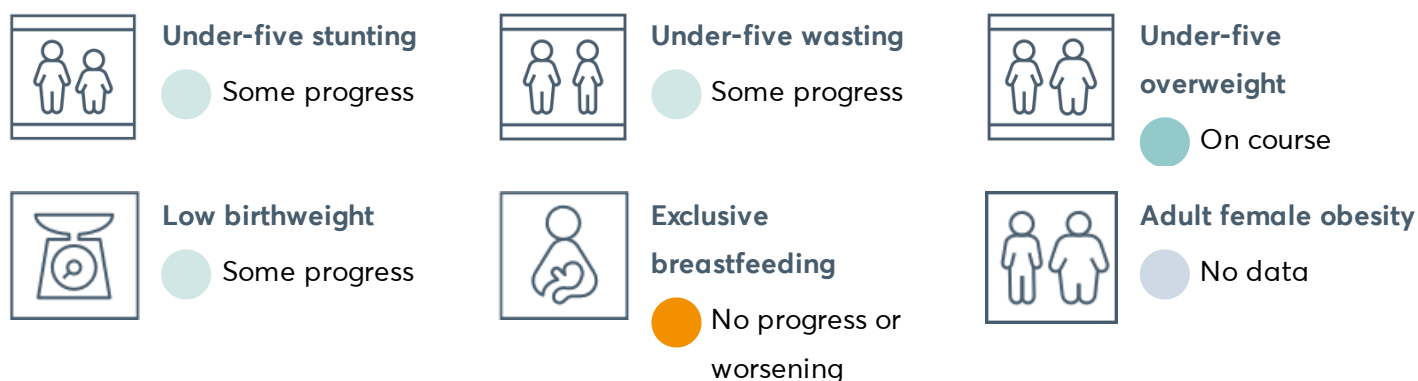 Under-five stunting
Some progress
Under-five wasting
Some progress
Under-five
overweight
On course
Low birthweight
Some progress
Exclusive
breastfeeding
No progress or
worsening
Adult female obesity
No data